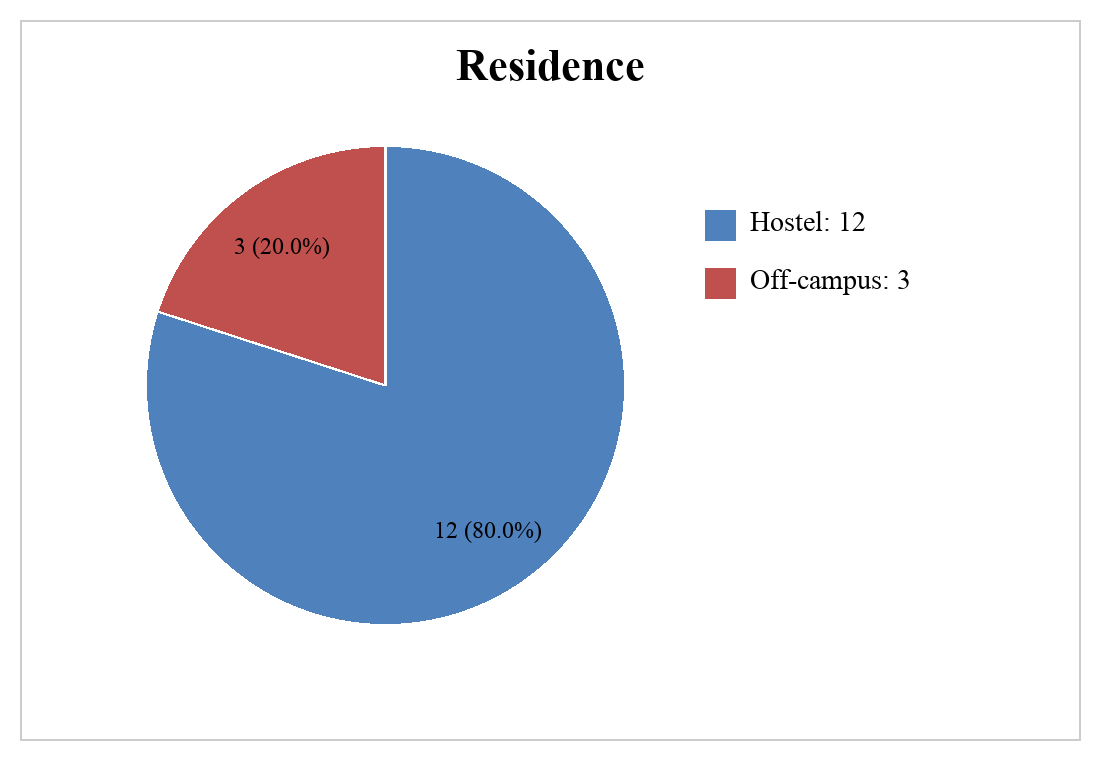 Residence
Hostel: 12
Off-campus: 3
3 (20.0%)
12 (80.0%)